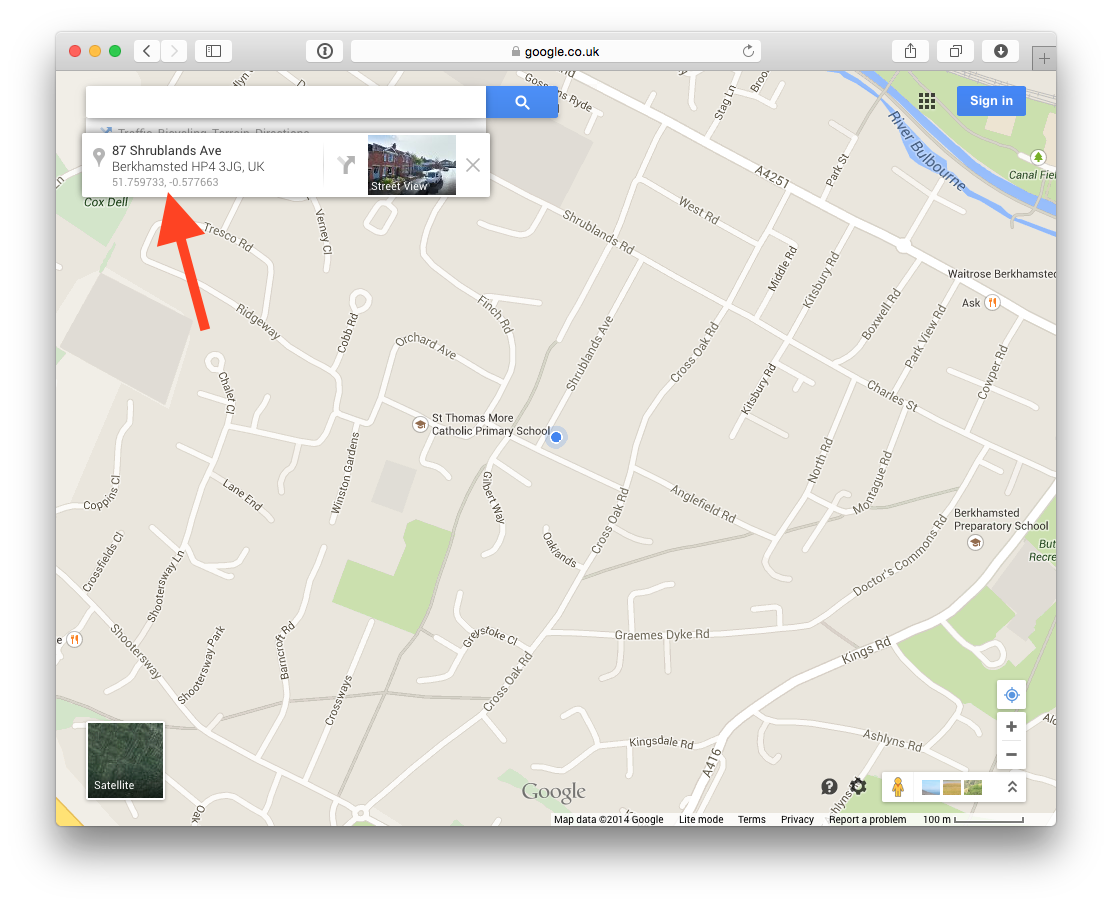 google.co.uk
Sign in
Traffic, Bicycling, Terrain, Directions
87 Shrublands Ave
Berkhamsted HP4 3JG, UK
51.759733, -0.577663
Street View
Cox Dell
Gossoms Ryde
Stag Ln
River Bulbourne
Park St
A4251
Verney Cl
Tresco Rd
Shrublands Rd
West Rd
Middle Rd
Kitsbury Rd
Waitrose Berkhamsted
Ask
Ridgeway
Cobb Rd
Finch Rd
Orchard Ave
Shrublands Ave
Cross Oak Rd
Boxwell Rd
Park View Rd
Cowper Rd
Chalet Cl
Kitsbury Rd
Charles St
St Thomas More
Catholic Primary School
Winston Gardens
North Rd
Montague Rd
Coppins Cl
Lane End
Gilbert Way
Cross Oak Rd
Anglefield Rd
Berkhamsted
Preparatory School
Crossfields Cl
Shootersway Ln
Oaklands
Doctor's Commons Rd
Shootersway
Shootersway Park
Barncroft Rd
Greystoke Cl
Graemes Dyke Rd
Kings Rd
Crossways
Cross Oak Rd
Kingsdale Rd
A416
Ashlyns Rd
Satellite
Google
Map data ©2014 Google
Lite mode
Terms
Privacy
Report a problem
100 m